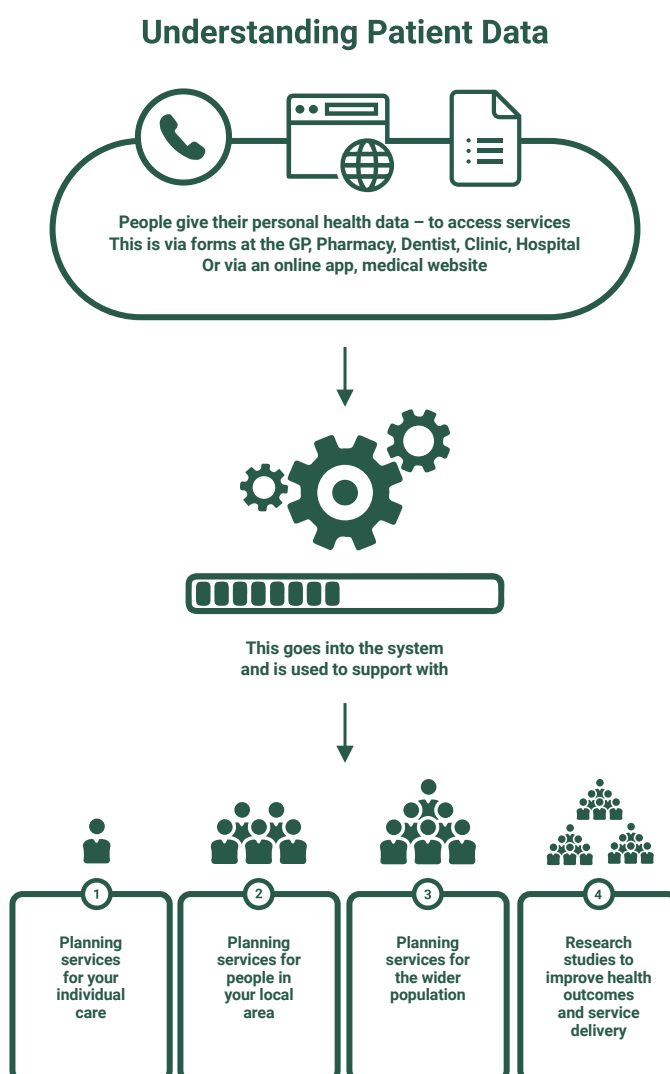 Understanding Patient Data
People give their personal health data – to access services
This is via forms at the GP, Pharmacy, Dentist, Clinic, Hospital
Or via an online app, medical website
This goes into the system
and is used to support with
1
Planning
services
for your
individual
care
2
Planning
services for
people in
your local
area
3
Planning
services for
the wider
population
4
Research
studies to
improve health
outcomes
and service
delivery